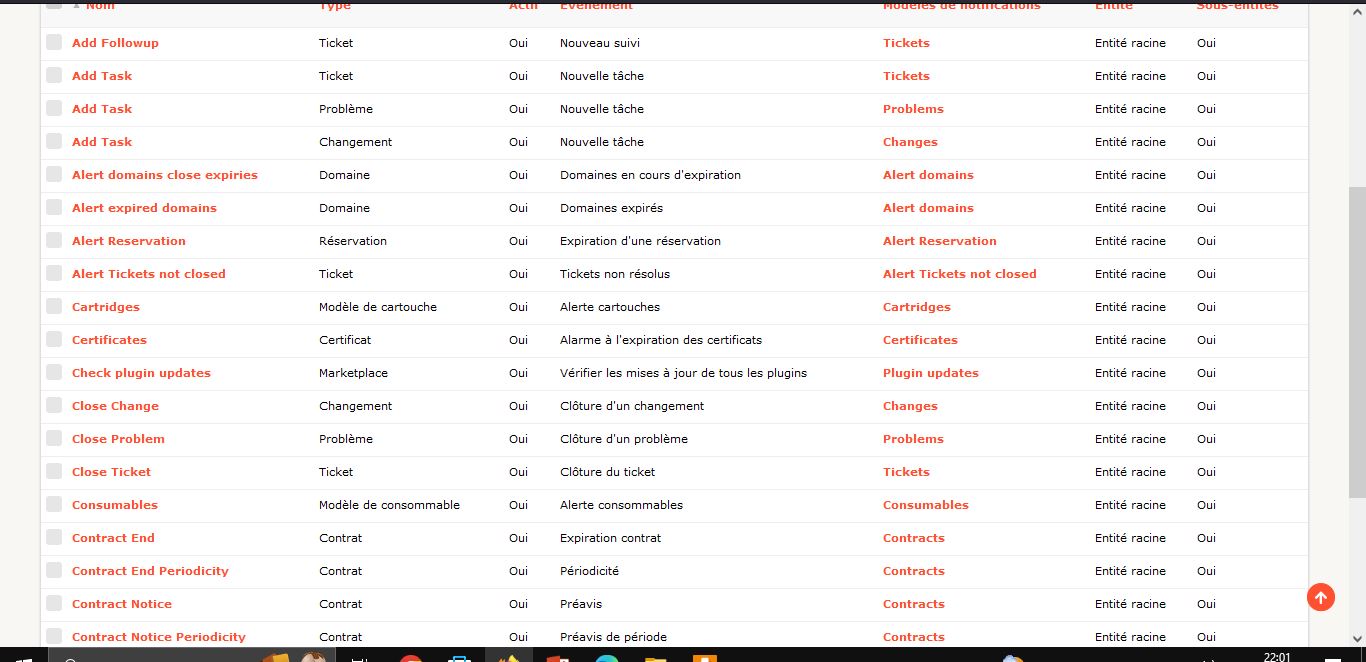 Nom Type Actif Évènement Modèles de notifications Entité Sous-entités
Add Followup Ticket Oui Nouveau suivi Tickets Entité racine Oui
Add Task Ticket Oui Nouvelle tâche Tickets Entité racine Oui
Add Task Problème Oui Nouvelle tâche Problems Entité racine Oui
Add Task Changement Oui Nouvelle tâche Changes Entité racine Oui
Alert domains close expiries Domaine Oui Domaines en cours d'expiration Alert domains Entité racine Oui
Alert expired domains Domaine Oui Domaines expirés Alert domains Entité racine Oui
Alert Reservation Réservation Oui Expiration d'une réservation Alert Reservation Entité racine Oui
Alert Tickets not closed Ticket Oui Tickets non résolus Alert Tickets not closed Entité racine Oui
Cartridges Modèle de cartouche Oui Alerte cartouches Cartridges Entité racine Oui
Certificates Certificat Oui Alarme à l'expiration des certificats Certificates Entité racine Oui
Check plugin updates Marketplace Oui Vérifier les mises à jour de tous les plugins Plugin updates Entité racine Oui
Close Change Changement Oui Clôture d'un changement Changes Entité racine Oui
Close Problem Problème Oui Clôture d'un problème Problems Entité racine Oui
Close Ticket Ticket Oui Clôture du ticket Tickets Entité racine Oui
Consumables Modèle de consommable Oui Alerte consommables Consumables Entité racine Oui
Contract End Contrat Oui Expiration contrat Contracts Entité racine Oui
Contract End Periodicity Contrat Oui Périodicité Contracts Entité racine Oui
Contract Notice Contrat Oui Préavis Contracts Entité racine Oui
Contract Notice Periodicity Contrat Oui Préavis de période Contracts Entité racine Oui
22:01